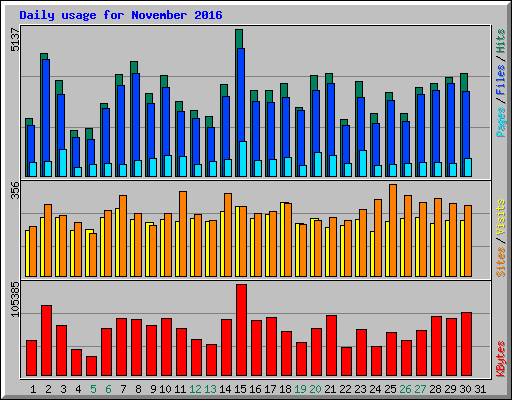 Daily usage for November 2016
5137
Pages / Files / Hits
356
Sites / Visits
105385
KBytes
1 2 3 4 5 6 7 8 9 10 11 12 13 14 15 16 17 18 19 20 21 22 23 24 25 26 27 28 29 30 31